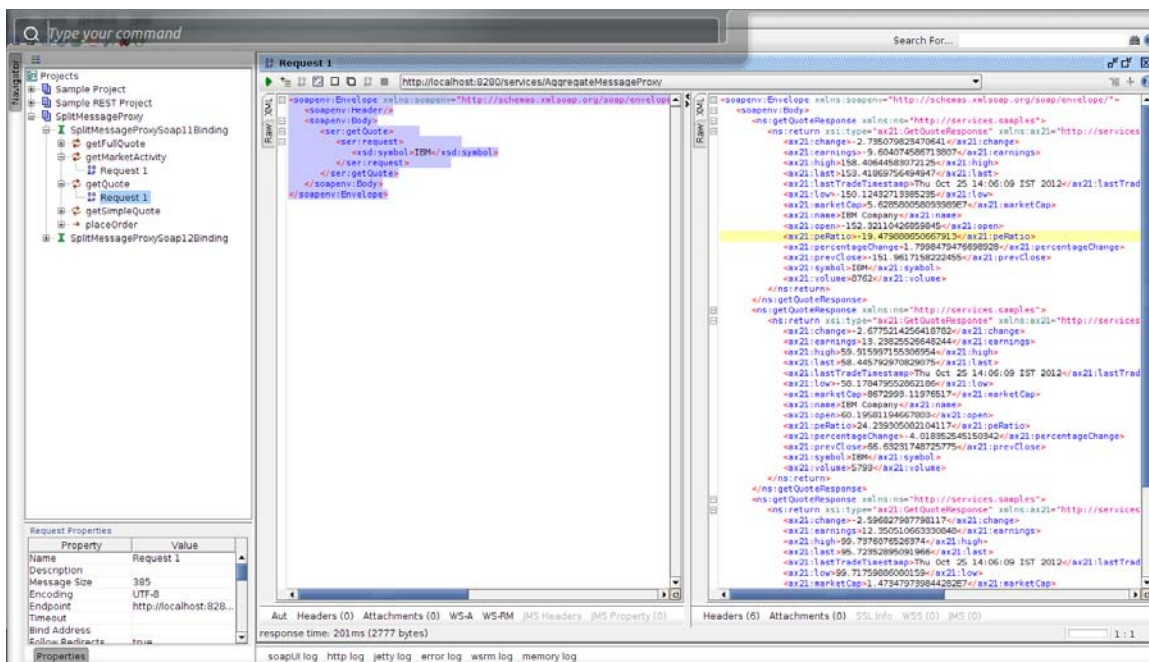 Type your command
Search For...
Navigator
Projects
Sample Project
Sample REST Project
SplitMessageProxy
SplitMessageProxySoap11Binding
getFullQuote
getMarketActivity
Request 1
getQuote
Request 1
getSimpleQuote
placeOrder
SplitMessageProxySoap12Binding
Request Properties
Property Value
Name Request 1
Description
Message Size 385
Encoding UTF-8
Endpoint http://localhost:828...
Timeout
Bind Address
Follow Redirects true
Properties
Request 1
http://localhost:8280/services/AggregateMessageProxy
XML
Raw
<soapenv:Envelope xmlns:soapenv="http://schemas.xmlsoap.org/soap/envelope
<soapenv:Header/>
<soapenv:Body>
<ser:getQuote>
<ser:request>
<xsd:symbol>IBM</xsd:symbol>
</ser:request>
</ser:getQuote>
</soapenv:Body>
</soapenv:Envelope>
Aut Headers (0) Attachments (0) WS-A WS-RM JMS Headers JMS Property (0)
response time: 201ms (2777 bytes)
XML
Raw
<soapenv:Envelope xmlns:soapenv="http://schemas.xmlsoap.org/soap/envelope/">
<soapenv:Body>
<ns:getQuoteResponse xmlns:ns="http://services.samples">
<ns:return xsi:type="ax21:GetQuoteResponse" xmlns:ax21="http://services
<ax21:change>-2.735079823470641</ax21:change>
<ax21:earnings>-9.604074586713807</ax21:earnings>
<ax21:high>158.40644583072125</ax21:high>
<ax21:last>153.41869756494947</ax21:last>
<ax21:lastTradeTimestamp>Thu Oct 25 14:06:09 IST 2012</ax21:lastTrad
<ax21:low>-150.12432713385235</ax21:low>
<ax21:marketCap>5.628580058093989E7</ax21:marketCap>
<ax21:name>IBM Company</ax21:name>
<ax21:open>-152.32110426859845</ax21:open>
<ax21:peRatio>-19.479888650667913</ax21:peRatio>
<ax21:percentageChange>1.7998479476698928</ax21:percentageChange>
<ax21:prevClose>-151.9617158222455</ax21:prevClose>
<ax21:symbol>IBM</ax21:symbol>
<ax21:volume>8762</ax21:volume>
</ns:return>
</ns:getQuoteResponse>
<ns:getQuoteResponse xmlns:ns="http://services.samples">
<ns:return xsi:type="ax21:GetQuoteResponse" xmlns:ax21="http://services
<ax21:change>-2.6775214256418782</ax21:change>
<ax21:earnings>13.23825526648244</ax21:earnings>
<ax21:high>59.915997155306954</ax21:high>
<ax21:last>58.445792970829075</ax21:last>
<ax21:lastTradeTimestamp>Thu Oct 25 14:06:09 IST 2012</ax21:lastTrad
<ax21:low>-58.178479552862186</ax21:low>
<ax21:marketCap>8672993.11976517</ax21:marketCap>
<ax21:name>IBM Company</ax21:name>
<ax21:open>60.19581194667803</ax21:open>
<ax21:peRatio>24.239305082104117</ax21:peRatio>
<ax21:percentageChange>-4.018352545150342</ax21:percentageChange>
<ax21:prevClose>66.63231748725775</ax21:prevClose>
<ax21:symbol>IBM</ax21:symbol>
<ax21:volume>5793</ax21:volume>
</ns:return>
</ns:getQuoteResponse>
<ns:getQuoteResponse xmlns:ns="http://services.samples">
<ns:return xsi:type="ax21:GetQuoteResponse" xmlns:ax21="http://services
<ax21:change>-2.596827987798117</ax21:change>
<ax21:earnings>12.350510663330848</ax21:earnings>
<ax21:high>99.7376076526374</ax21:high>
<ax21:last>95.72352895091966</ax21:last>
<ax21:lastTradeTimestamp>Thu Oct 25 14:06:09 IST 2012</ax21:lastTrad
<ax21:low>99.71759886080159</ax21:low>
<ax21:marketCap>1.4734797398442822E7</ax21:marketCap>
Headers (6) Attachments (0) SSL Info WSS (0) JMS (0)
1 : 1
soapUI log http log jetty log error log wsrm log memory log